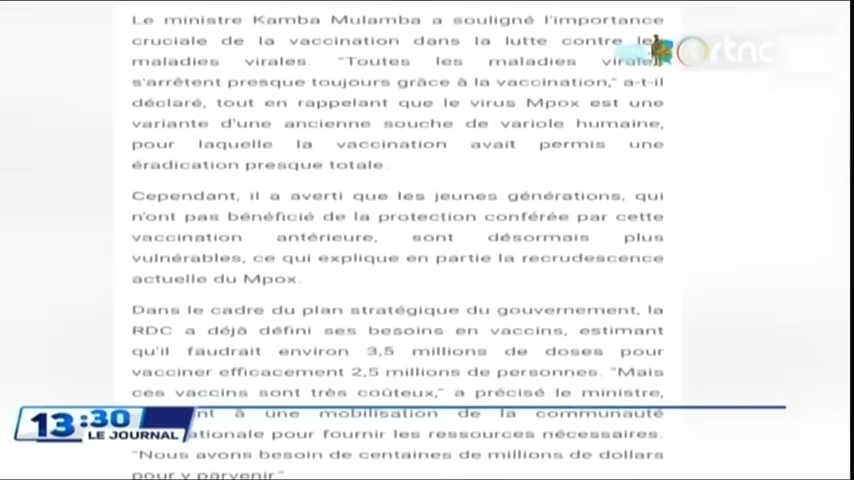 Le ministre Kamba Mulamba a souligné l'importance
cruciale de la vaccination dans la lutte contre les
maladies virales. "Toutes les maladies virales
s'arrêtent presque toujours grâce à la vaccination," a-t-il
déclaré, tout en rappelant que le virus Mpox est une
variante d'une ancienne souche de variole humaine,
pour laquelle la vaccination avait permis une
éradication presque totale.
Cependant, il a averti que les jeunes générations, qui
n'ont pas bénéficié de la protection conférée par cette
vaccination antérieure, sont désormais plus
vulnérables, ce qui explique en partie la recrudescence
actuelle du Mpox.
Dans le cadre du plan stratégique du gouvernement, la
RDC a déjà défini ses besoins en vaccins, estimant
qu'il faudrait environ 3,5 millions de doses pour
vacciner efficacement 2,5 millions de personnes. "Mais
ces vaccins sont très coûteux," a précisé le ministre,
à une mobilisation de la communauté
pour fournir les ressources nécessaires.
"Nous avons besoin de centaines de millions de dollars
pour y parvenir."
rtnc
13:30
LE JOURNAL